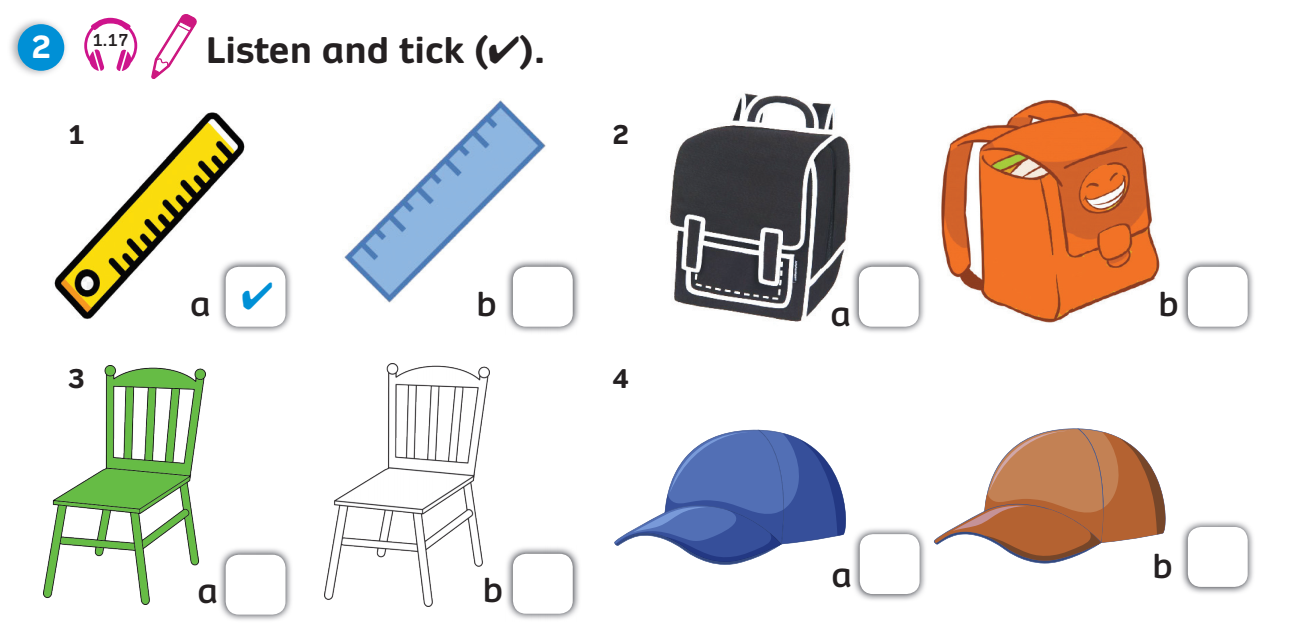 2 1.17 Listen and tick (✔).
1 2
a ✔ b a b
3 4
a b a b